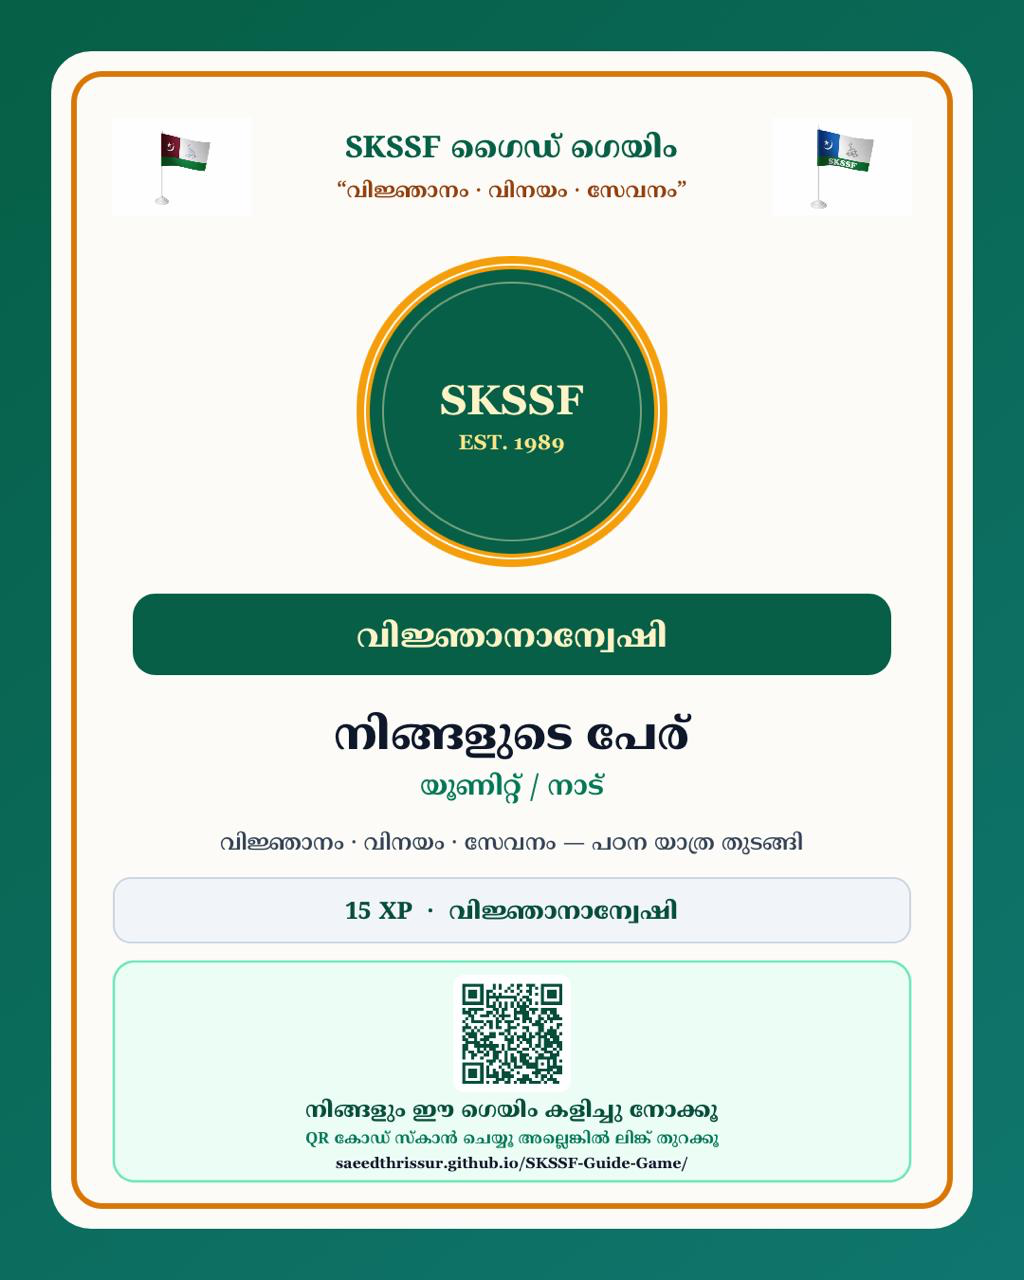 SKSSF ഗൈഡ് ഗെയിം
“വിജ്ഞാനം · വിനയം · സേവനം”
SKSSF
SKSSF
EST. 1989
വിജ്ഞാനാന്വേഷി
നിങ്ങളുടെ പേര്
യൂണിറ്റ് / നാട്
വിജ്ഞാനം · വിനയം · സേവനം — പഠന യാത്ര തുടങ്ങി
15 XP · വിജ്ഞാനാന്വേഷി
നിങ്ങളും ഈ ഗെയിം കളിച്ചു നോക്കൂ
QR കോഡ് സ്കാൻ ചെയ്യൂ അല്ലെങ്കിൽ ലിങ്ക് തുറക്കൂ
saeedthrissur.github.io/SKSSF-Guide-Game/